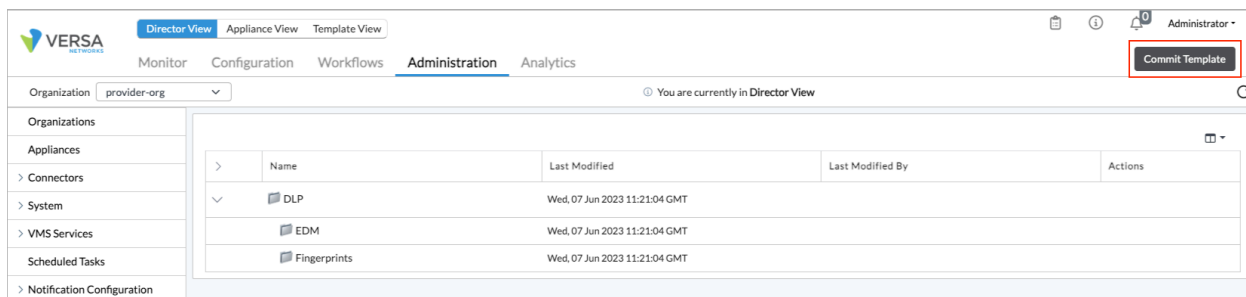 VERSA
NETWORKS
Director View Appliance View Template View
0
Administrator
Monitor Configuration Workflows Administration Analytics
Commit Template
Organization provider-org
You are currently in Director View
Organizations
Appliances
Connectors
System
VMS Services
Scheduled Tasks
Notification Configuration
Name Last Modified Last Modified By Actions
DLP Wed, 07 Jun 2023 11:21:04 GMT
EDM Wed, 07 Jun 2023 11:21:04 GMT
Fingerprints Wed, 07 Jun 2023 11:21:04 GMT